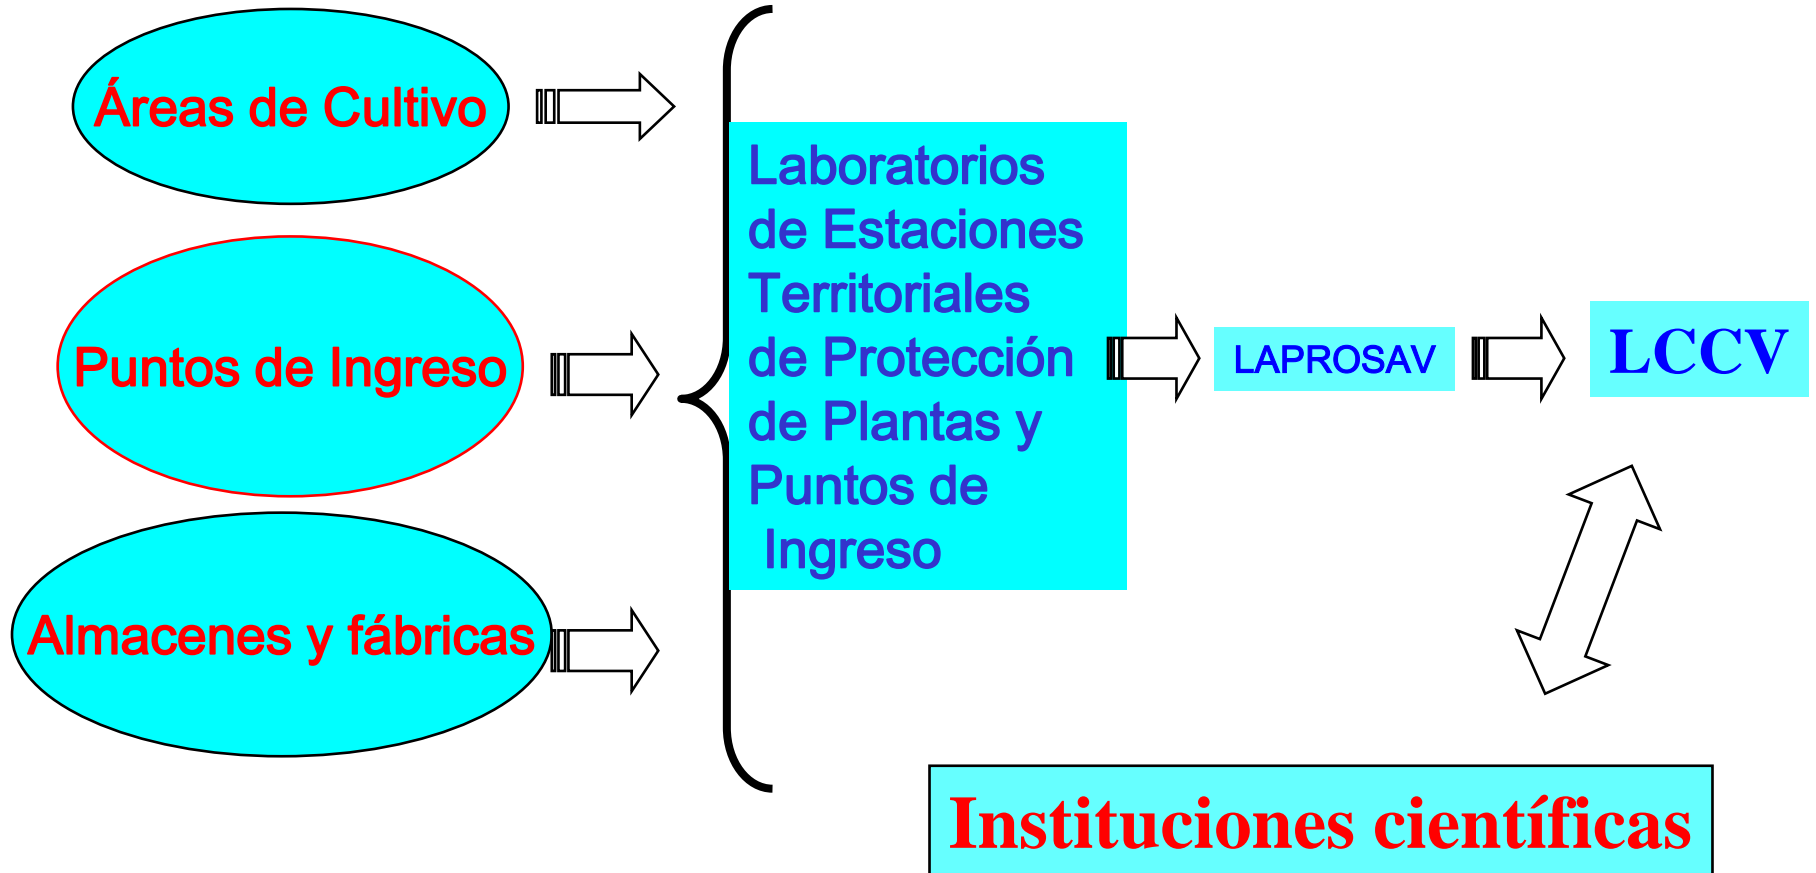 Áreas de Cultivo
Puntos de Ingreso
Almacenes y fábricas
Laboratorios
de Estaciones
Territoriales
de Protección
de Plantas y
Puntos de
Ingreso
LAPROSAV
LCCV
Instituciones científicas